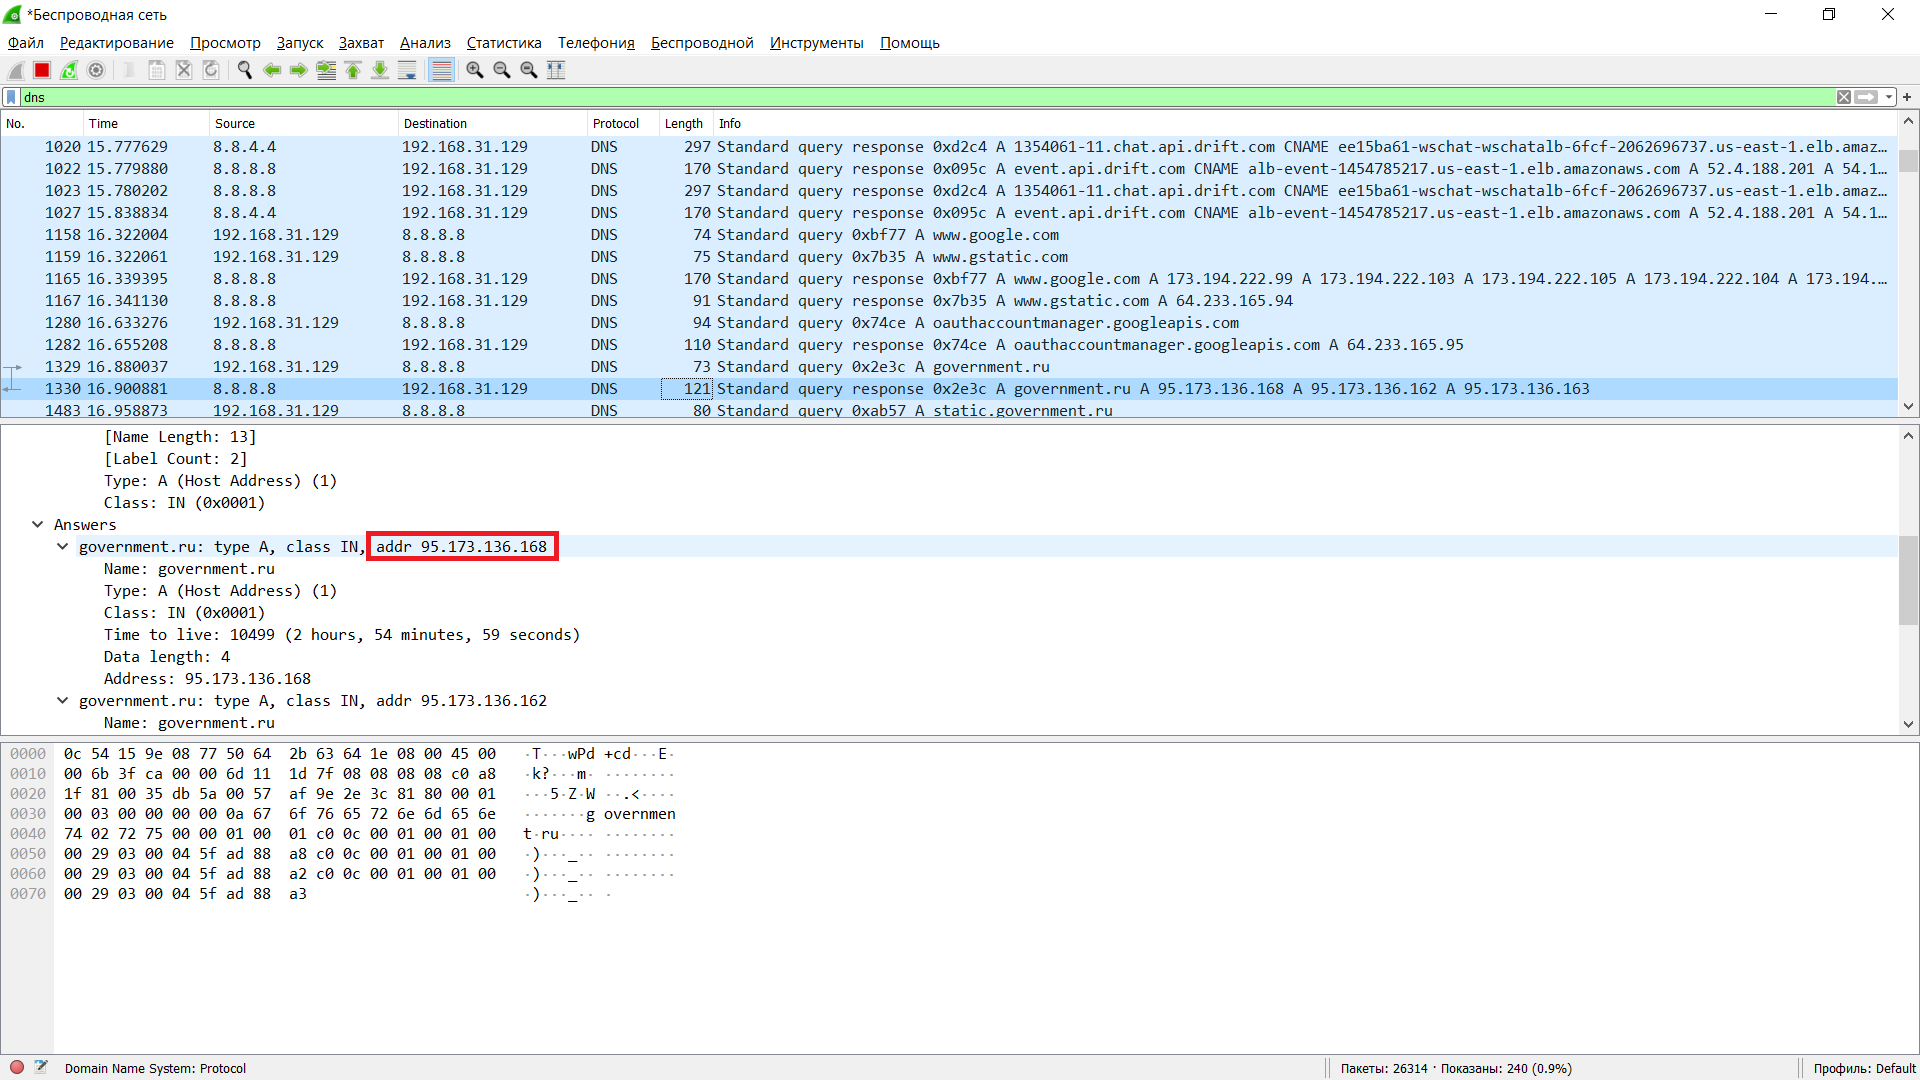 *Беспроводная сеть
Файл Редактирование Просмотр Запуск Захват Анализ Статистика Телефония Беспроводной Инструменты Помощь
dns
No. Time Source Destination Protocol Length Info
1020 15.777629 8.8.4.4 192.168.31.129 DNS 297 Standard query response 0xd2c4 A 1354061-11.chat.api.drift.com CNAME ee15ba61-wschat-wschatalb-6fcf-2062696737.us-east-1.elb.amaz…
1022 15.779880 8.8.8.8 192.168.31.129 DNS 170 Standard query response 0x095c A event.api.drift.com CNAME alb-event-1454785217.us-east-1.elb.amazonaws.com A 52.4.188.201 A 54.1…
1023 15.780202 8.8.8.8 192.168.31.129 DNS 297 Standard query response 0xd2c4 A 1354061-11.chat.api.drift.com CNAME ee15ba61-wschat-wschatalb-6fcf-2062696737.us-east-1.elb.amaz…
1027 15.838834 8.8.4.4 192.168.31.129 DNS 170 Standard query response 0x095c A event.api.drift.com CNAME alb-event-1454785217.us-east-1.elb.amazonaws.com A 52.4.188.201 A 54.1…
1158 16.322004 192.168.31.129 8.8.8.8 DNS 74 Standard query 0xbf77 A www.google.com
1159 16.322061 192.168.31.129 8.8.8.8 DNS 75 Standard query 0x7b35 A www.gstatic.com
1165 16.339395 8.8.8.8 192.168.31.129 DNS 170 Standard query response 0xbf77 A www.google.com A 173.194.222.99 A 173.194.222.103 A 173.194.222.105 A 173.194.222.104 A 173.194.…
1167 16.341130 8.8.8.8 192.168.31.129 DNS 91 Standard query response 0x7b35 A www.gstatic.com A 64.233.165.94
1280 16.633276 192.168.31.129 8.8.8.8 DNS 94 Standard query 0x74ce A oauthaccountmanager.googleapis.com
1282 16.655208 8.8.8.8 192.168.31.129 DNS 110 Standard query response 0x74ce A oauthaccountmanager.googleapis.com A 64.233.165.95
1329 16.880037 192.168.31.129 8.8.8.8 DNS 73 Standard query 0x2e3c A government.ru
1330 16.900881 8.8.8.8 192.168.31.129 DNS 121 Standard query response 0x2e3c A government.ru A 95.173.136.168 A 95.173.136.162 A 95.173.136.163
1483 16.958873 192.168.31.129 8.8.8.8 DNS 80 Standard query 0xab57 A static.government.ru
[Name Length: 13]
[Label Count: 2]
Type: A (Host Address) (1)
Class: IN (0x0001)
Answers
government.ru: type A, class IN, addr 95.173.136.168
Name: government.ru
Type: A (Host Address) (1)
Class: IN (0x0001)
Time to live: 10499 (2 hours, 54 minutes, 59 seconds)
Data length: 4
Address: 95.173.136.168
government.ru: type A, class IN, addr 95.173.136.162
Name: government.ru
0000 0c 54 15 9e 08 77 50 64 2b 63 64 1e 08 00 45 00 ·T···wPd +cd···E·
0010 00 6b 3f ca 00 00 6d 11 1d 7f 08 08 08 08 c0 a8 ·k?···m· ········
0020 1f 81 00 35 db 5a 00 57 af 9e 2e 3c 81 80 00 01 ···5·Z·W ··.<····
0030 00 03 00 00 00 00 0a 67 6f 76 65 72 6e 6d 65 6e ·······g overnmen
0040 74 02 72 75 00 00 01 00 01 c0 0c 00 01 00 01 00 t·ru···· ········
0050 00 29 03 00 04 5f ad 88 a8 c0 0c 00 01 00 01 00 ·)···_·· ········
0060 00 29 03 00 04 5f ad 88 a2 c0 0c 00 01 00 01 00 ·)···_·· ········
0070 00 29 03 00 04 5f ad 88 a3 ·)···_·· ·
Domain Name System: Protocol Пакеты: 26314 · Показаны: 240 (0.9%) Профиль: Default